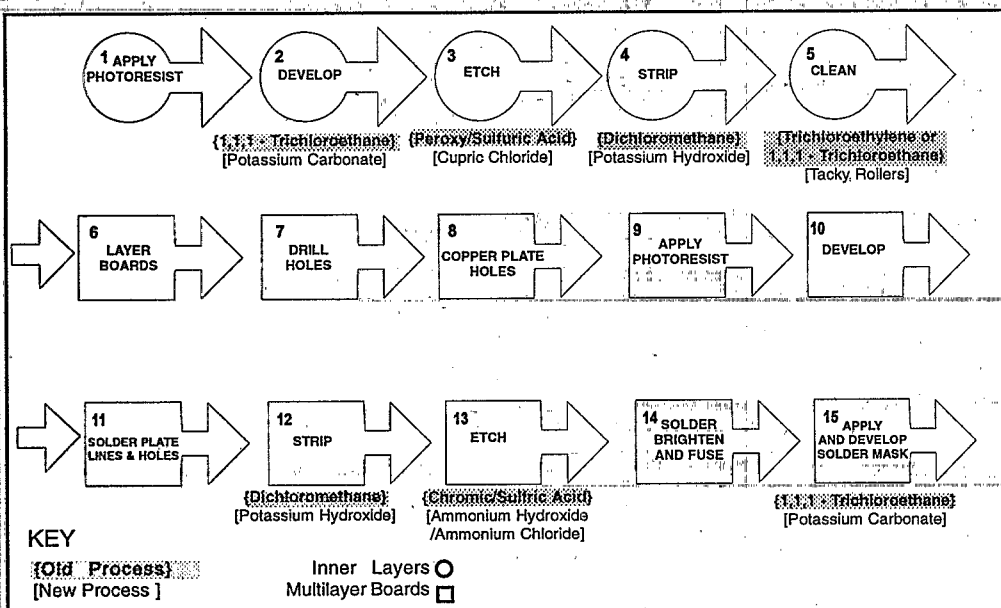 1 APPLY
PHOTORESIST
2
DEVELOP
3
ETCH
4
STRIP
5
CLEAN
{1,1,1 - Trichloroethane}
[Potassium Carbonate]
{Peroxy/Sulfuric Acid}
[Cupric Chloride]
{Dichloromethane}
[Potassium Hydroxide]
{Trichloroethylene or
1,1,1 - Trichloroethane}
[Tacky Rollers]
6
LAYER
BOARDS
7
DRILL
HOLES
8
COPPER PLATE
HOLES
9
APPLY
PHOTORESIST
10
DEVELOP
11
SOLDER PLATE
LINES & HOLES
12
STRIP
13
ETCH
14 SOLDER
BRIGHTEN
AND FUSE
15 APPLY
AND DEVELOP
SOLDER MASK
{Dichloromethane}
[Potassium Hydroxide]
{Chromic/Sulfric Acid}
[Ammonium Hydroxide
/Ammonium Chloride]
{1,1,1 - Trichloroethane}
[Potassium Carbonate]
KEY
{Old Process}
[New Process ]
Inner Layers
Multilayer Boards